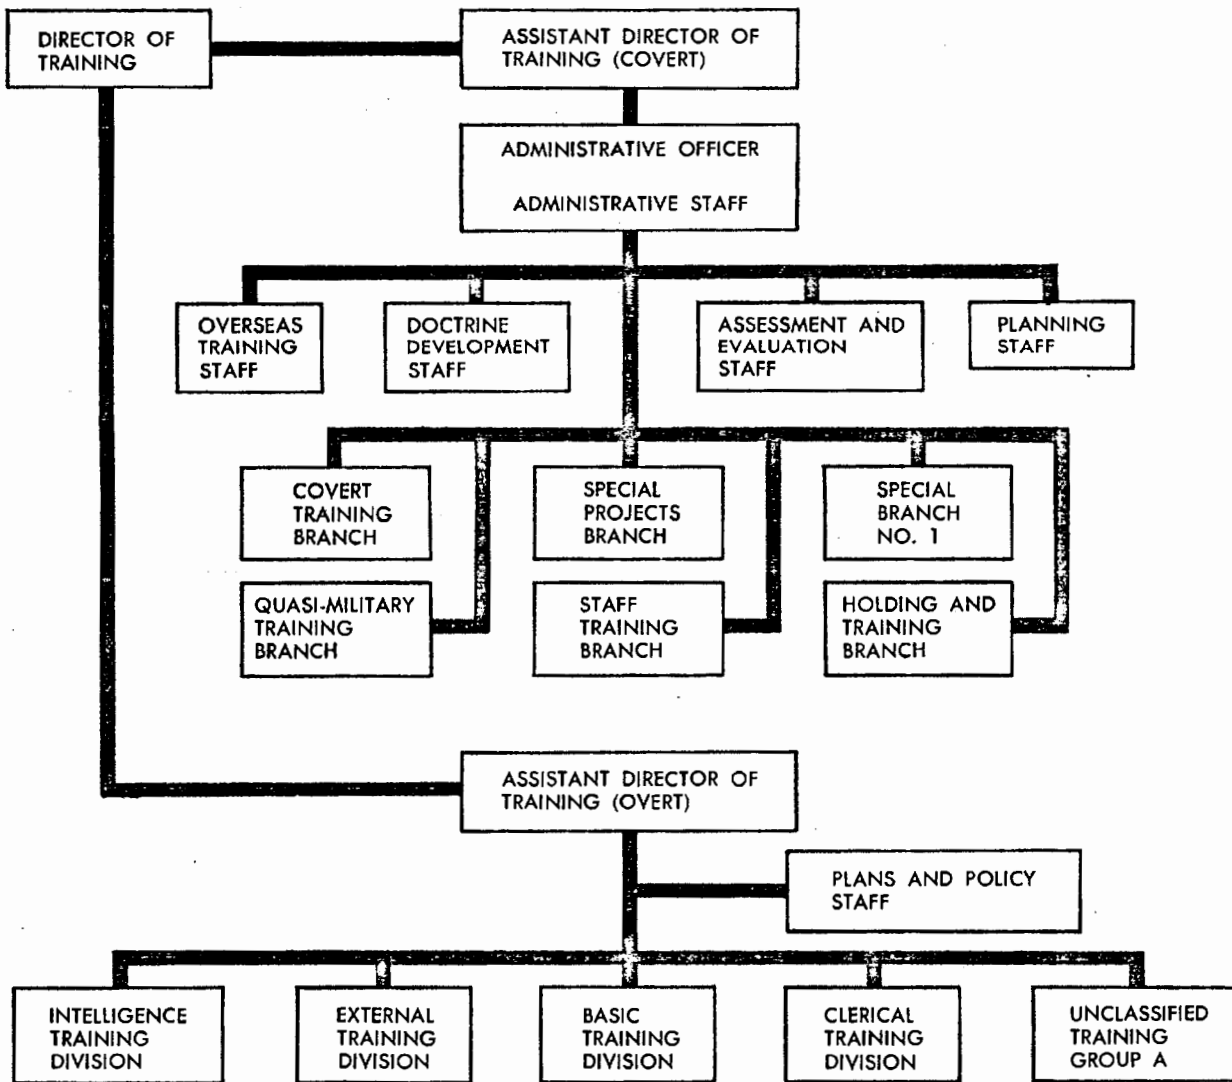 DIRECTOR OF
TRAINING
ASSISTANT DIRECTOR OF
TRAINING (COVERT)
ADMINISTRATIVE OFFICER
ADMINISTRATIVE STAFF
OVERSEAS
TRAINING
STAFF
DOCTRINE
DEVELOPMENT
STAFF
ASSESSMENT AND
EVALUATION
STAFF
PLANNING
STAFF
COVERT
TRAINING
BRANCH
SPECIAL
PROJECTS
BRANCH
SPECIAL
BRANCH
NO. 1
QUASI-MILITARY
TRAINING
BRANCH
STAFF
TRAINING
BRANCH
HOLDING AND
TRAINING
BRANCH
ASSISTANT DIRECTOR OF
TRAINING (OVERT)
PLANS AND POLICY
STAFF
INTELLIGENCE
TRAINING
DIVISION
EXTERNAL
TRAINING
DIVISION
BASIC
TRAINING
DIVISION
CLERICAL
TRAINING
DIVISION
UNCLASSIFIED
TRAINING
GROUP A